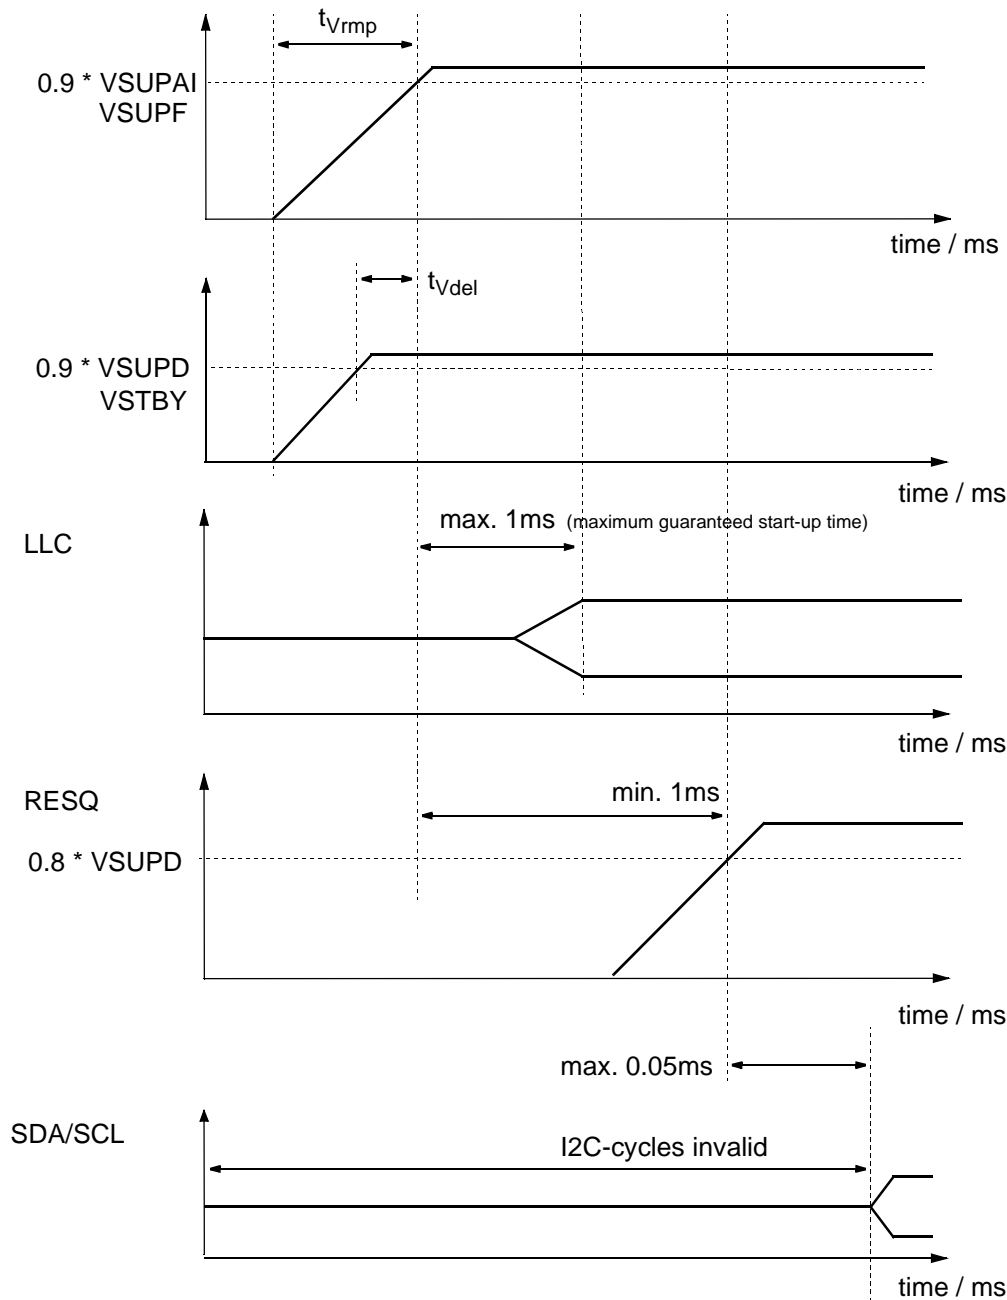 tVrmp
0.9 * VSUPAI
VSUPF
time / ms
tVdel
0.9 * VSUPD
VSTBY
time / ms
max. 1ms (maximum guaranteed start-up time)
LLC
time / ms
RESQ
min. 1ms
0.8 * VSUPD
time / ms
max. 0.05ms
SDA/SCL
I2C-cycles invalid
time / ms